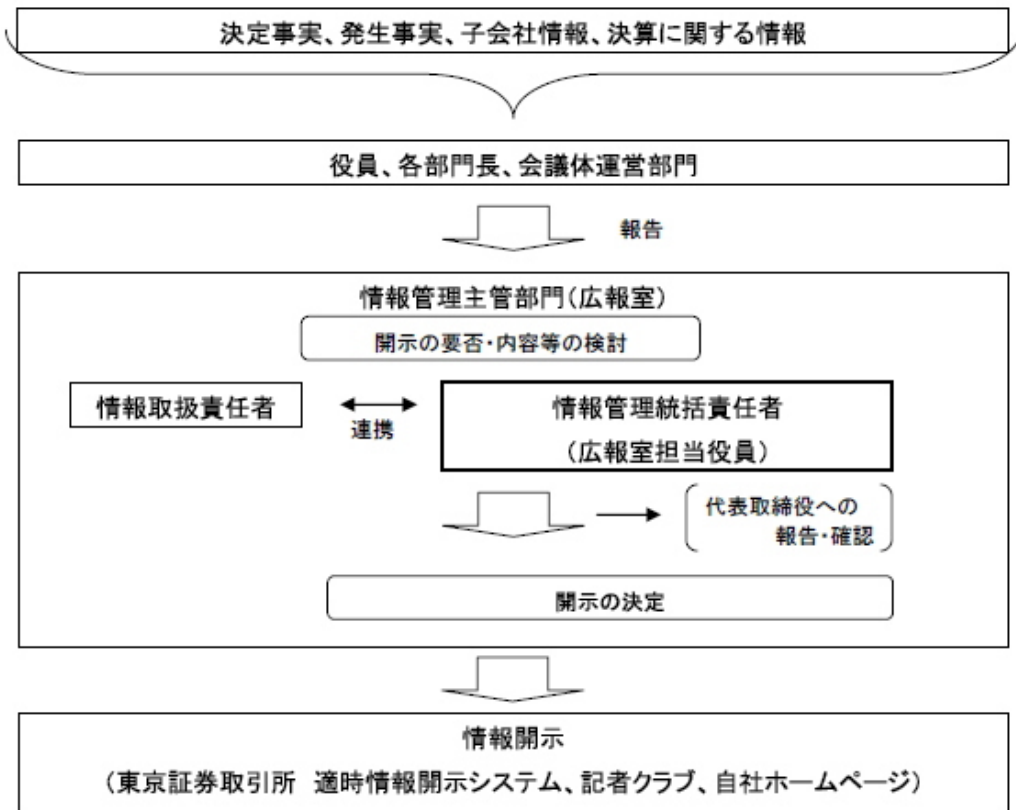 決定事実、発生事実、子会社情報、決算に関する情報
役員、各部門長、会議体運営部門
報告
情報管理主管部門（広報室）
開示の要否・内容等の検討
情報取扱責任者
連携
情報管理統括責任者
（広報室担当役員）
代表取締役への
報告・確認
開示の決定
情報開示
（東京証券取引所　適時情報開示システム、記者クラブ、自社ホームページ）